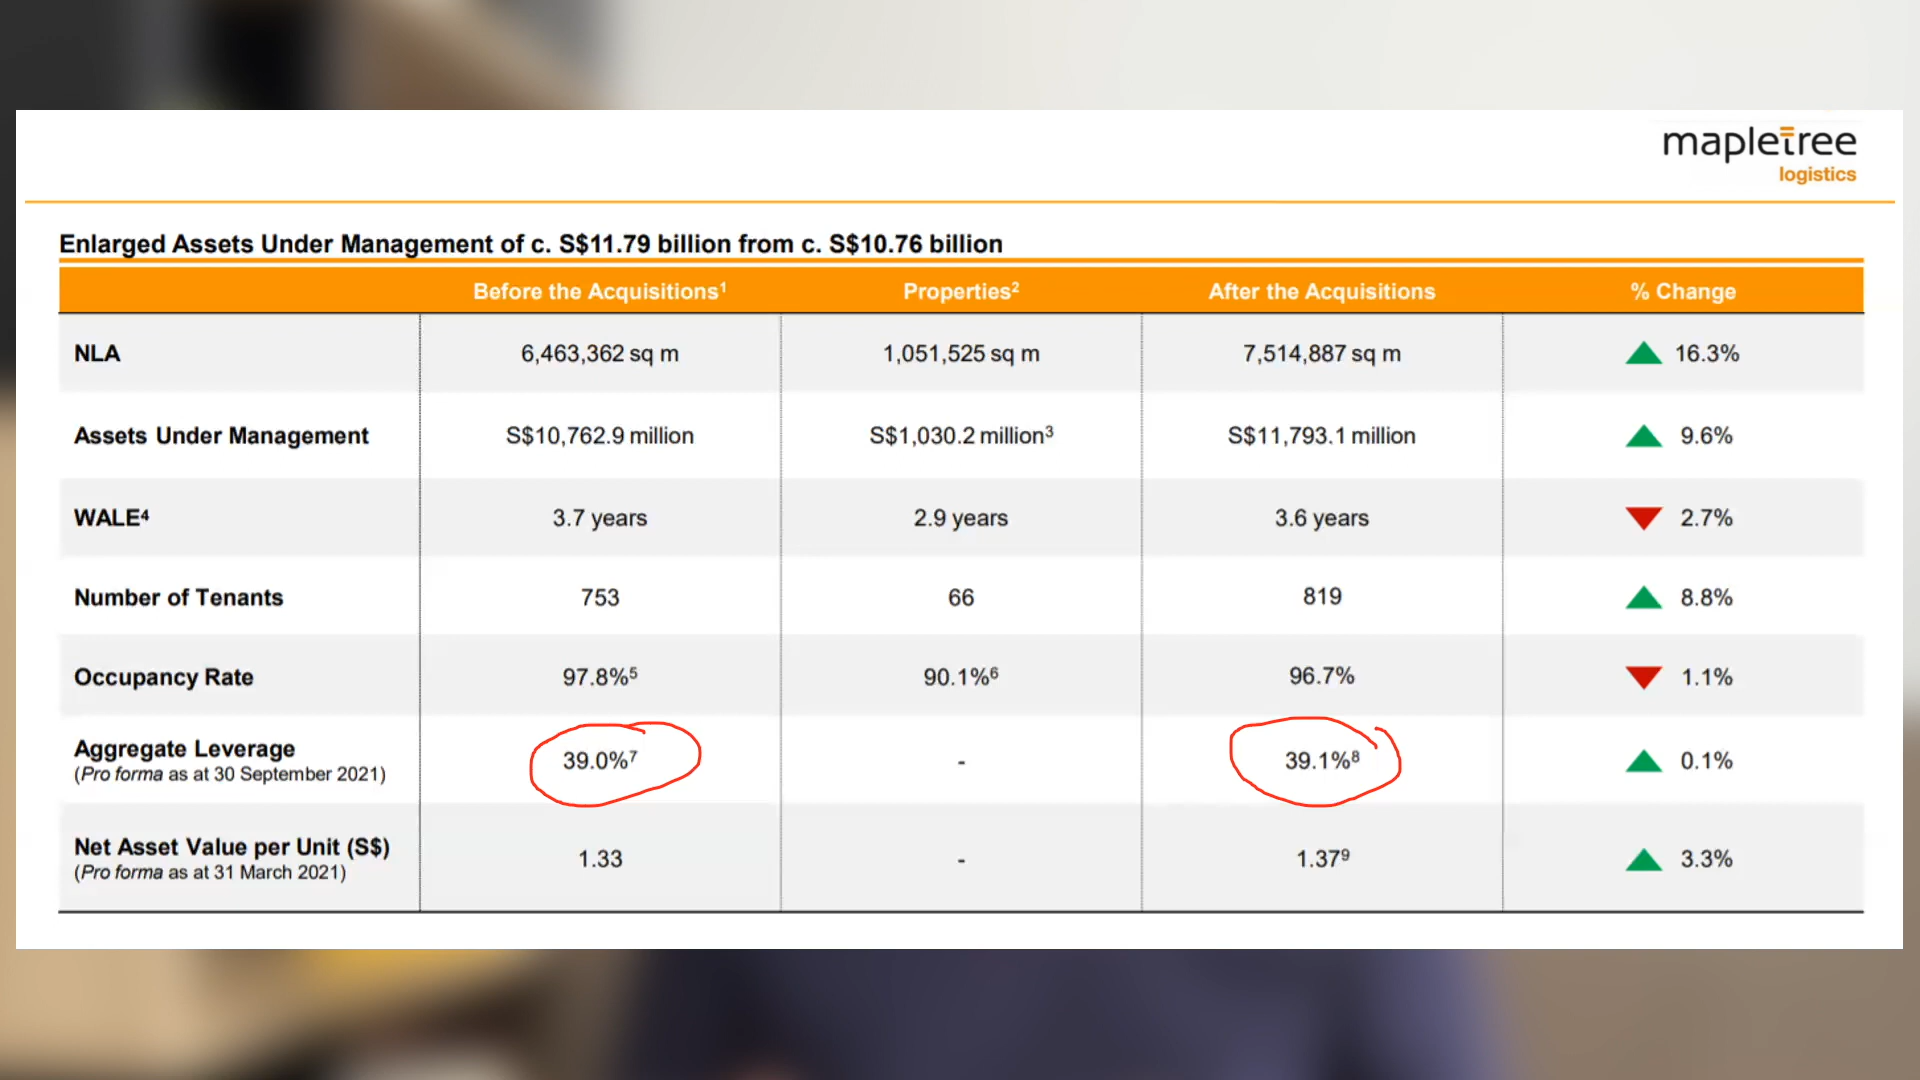 mapletree
logistics
Enlarged Assets Under Management of c. S$11.79 billion from c. S$10.76 billion
Before the Acquisitions¹ Properties² After the Acquisitions % Change
NLA 6,463,362 sq m 1,051,525 sq m 7,514,887 sq m 16.3%
Assets Under Management S$10,762.9 million S$1,030.2 million³ S$11,793.1 million 9.6%
WALE⁴ 3.7 years 2.9 years 3.6 years 2.7%
Number of Tenants 753 66 819 8.8%
Occupancy Rate 97.8%⁵ 90.1%⁶ 96.7% 1.1%
Aggregate Leverage
(Pro forma as at 30 September 2021) 39.0%⁷ - 39.1%⁸ 0.1%
Net Asset Value per Unit (S$)
(Pro forma as at 31 March 2021) 1.33 - 1.37⁹ 3.3%